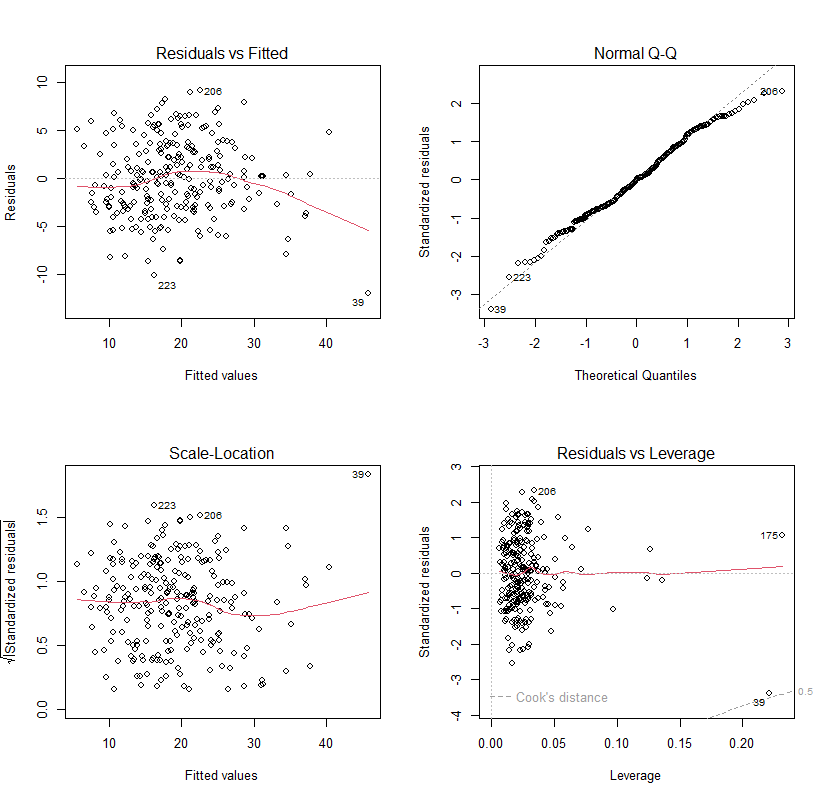 Residuals vs Fitted
Residuals
10
5
0
-5
-10
206
223
39
10 20 30 40
Fitted values
Normal Q-Q
Standardized residuals
2
1
0
-1
-2
-3
206
223
39
-3 -2 -1 0 1 2 3
Theoretical Quantiles
Scale-Location
√|Standardized residuals|
1.5
1.0
0.5
0.0
39
223
206
10 20 30 40
Fitted values
Residuals vs Leverage
Standardized residuals
3
2
1
0
-1
-2
-3
-4
206
175
39
Cook's distance
0.5
0.00 0.05 0.10 0.15 0.20
Leverage